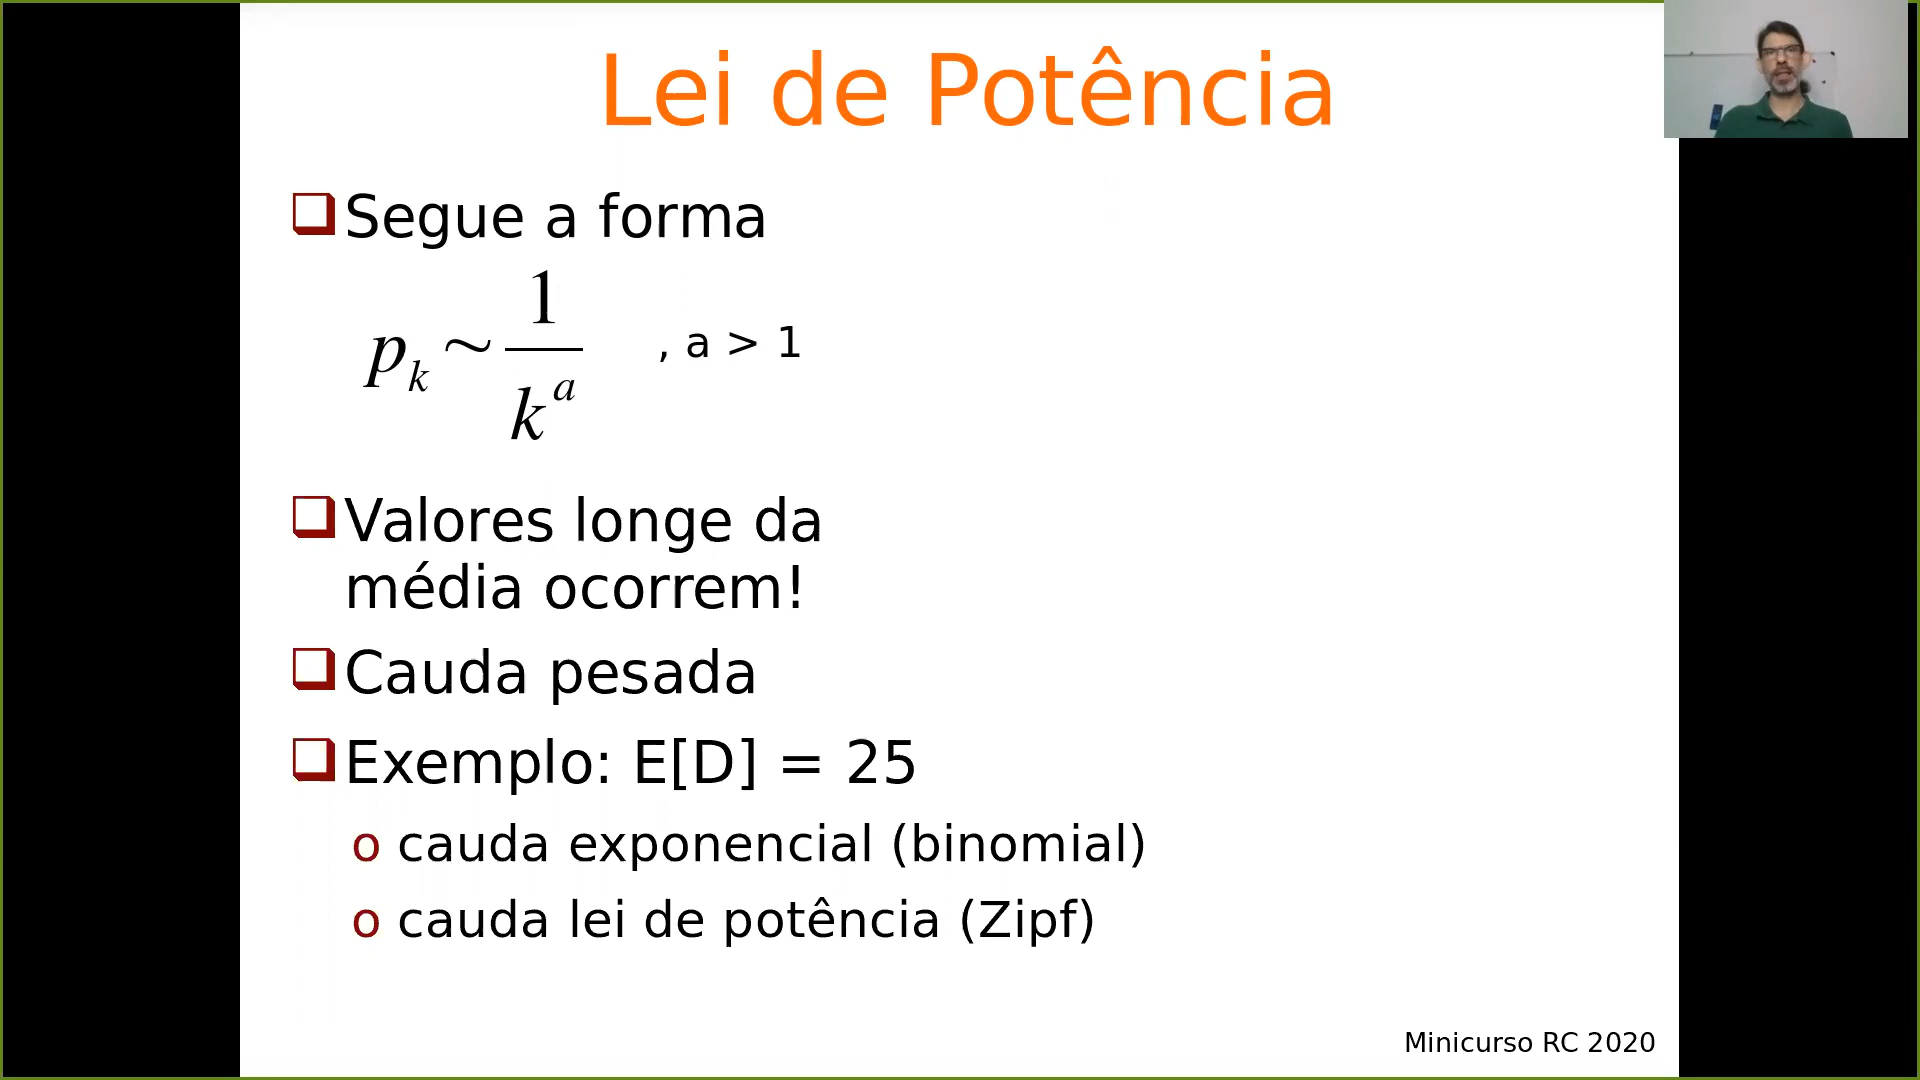 Lei de Potência
Segue a forma
p_k ~ 1/k^a , a > 1
Valores longe da
média ocorrem!
Cauda pesada
Exemplo: E[D] = 25
o cauda exponencial (binomial)
o cauda lei de potência (Zipf)
Minicurso RC 2020